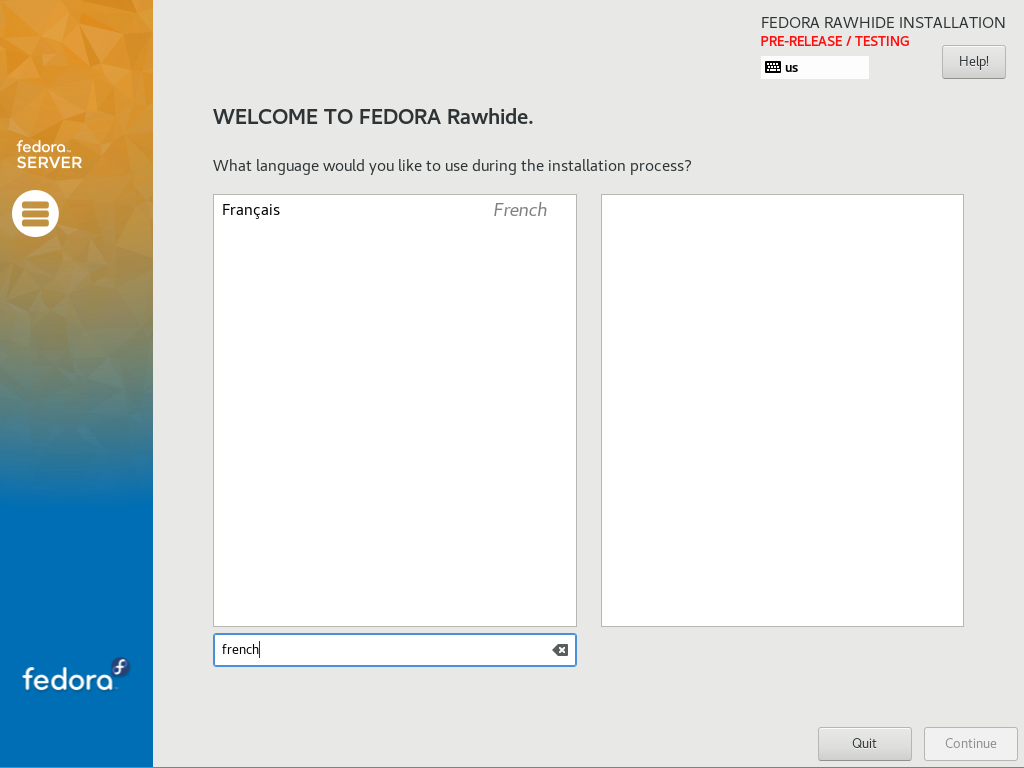 FEDORA RAWHIDE INSTALLATION
PRE-RELEASE / TESTING
us
Help!
fedora
SERVER
WELCOME TO FEDORA Rawhide.
What language would you like to use during the installation process?
Français French
french
fedora
Quit Continue